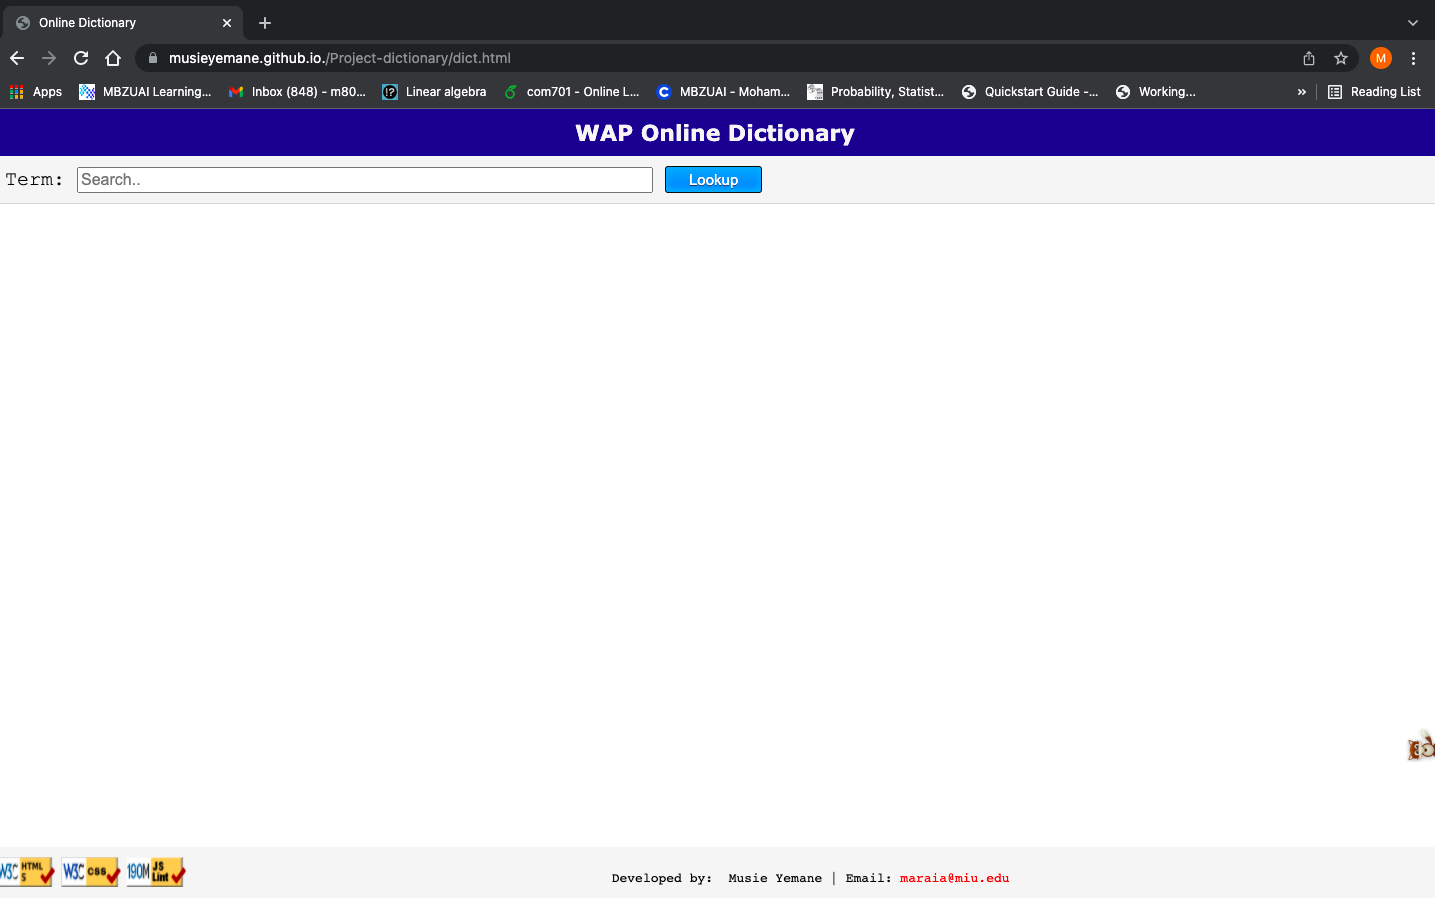 Online Dictionary
musieyemane.github.io./Project-dictionary/dict.html
M
Apps MBZUAI Learning... Inbox (848) - m80... Linear algebra com701 - Online L... MBZUAI - Moham... Probability, Statist... Quickstart Guide -... Working... » Reading List
WAP Online Dictionary
Term: Search.. Lookup
W3C HTML 5 W3C css 190M JS Lint
Developed by: Musie Yemane | Email: maraia@miu.edu